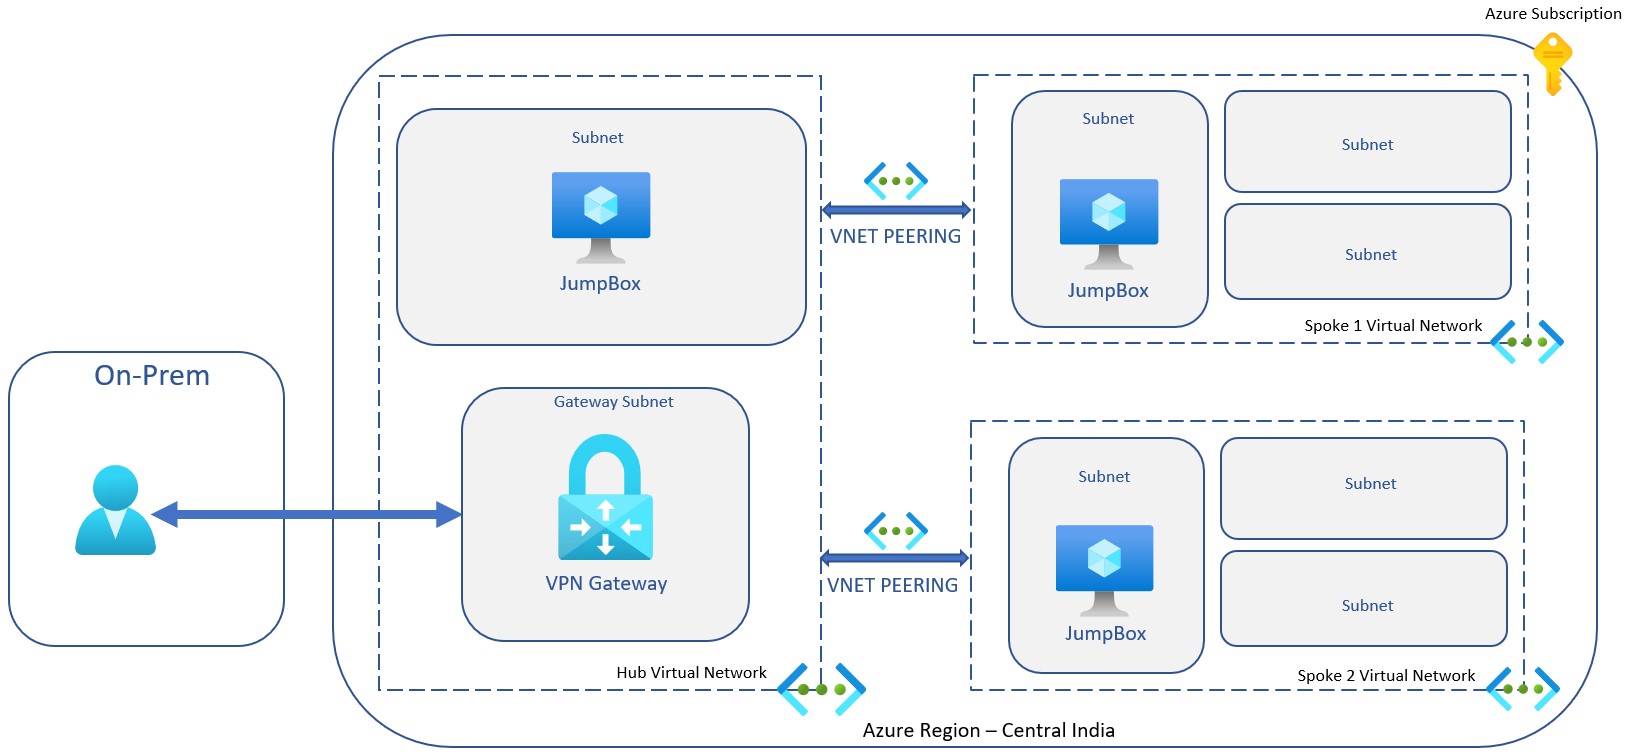 Azure Subscription
On-Prem
Subnet
JumpBox
Gateway Subnet
VPN Gateway
Hub Virtual Network
VNET PEERING
VNET PEERING
Subnet
JumpBox
Subnet
Subnet
Spoke 1 Virtual Network
Subnet
JumpBox
Subnet
Subnet
Spoke 2 Virtual Network
Azure Region – Central India